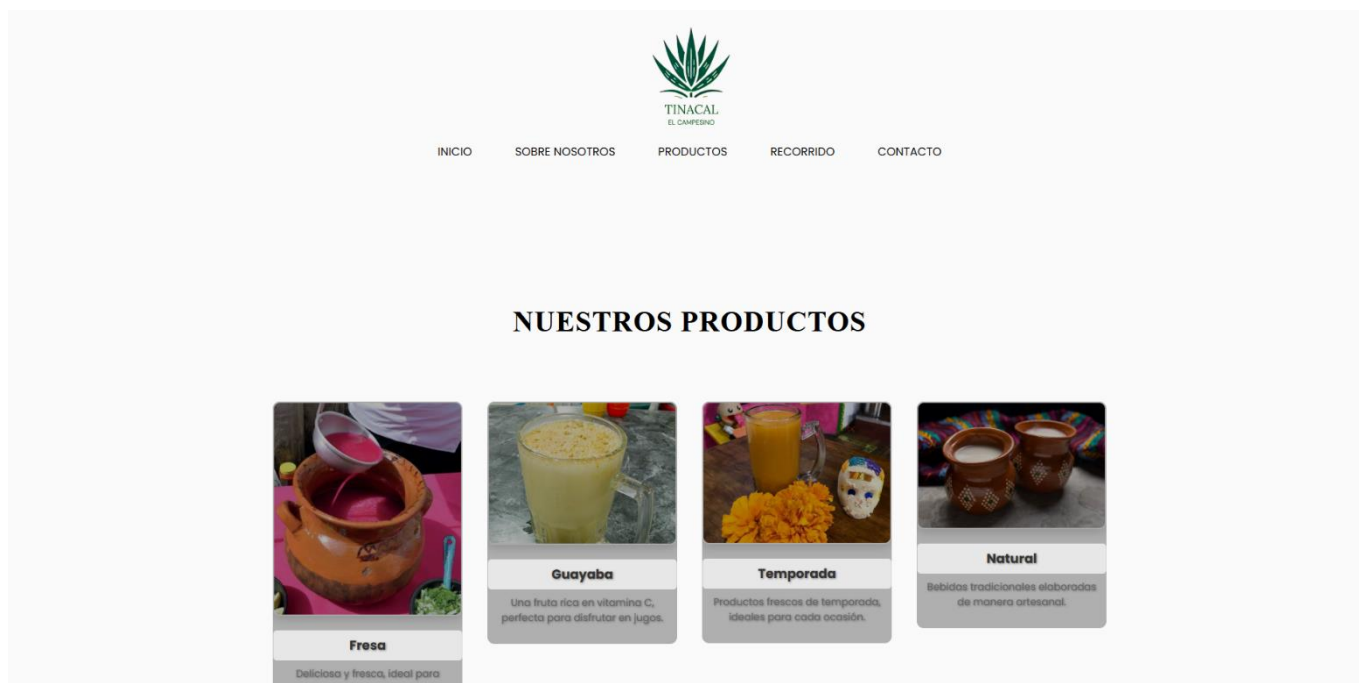 TINACAL
EL CAMPESINO
INICIO SOBRE NOSOTROS PRODUCTOS RECORRIDO CONTACTO
NUESTROS PRODUCTOS
Fresa
Deliciosa y fresca, ideal para
Guayaba
Una fruta rica en vitamina C,
perfecta para disfrutar en jugos.
Temporada
Productos frescos de temporada,
ideales para cada ocasión.
Natural
Bebidas tradicionales elaboradas
de manera artesanal.